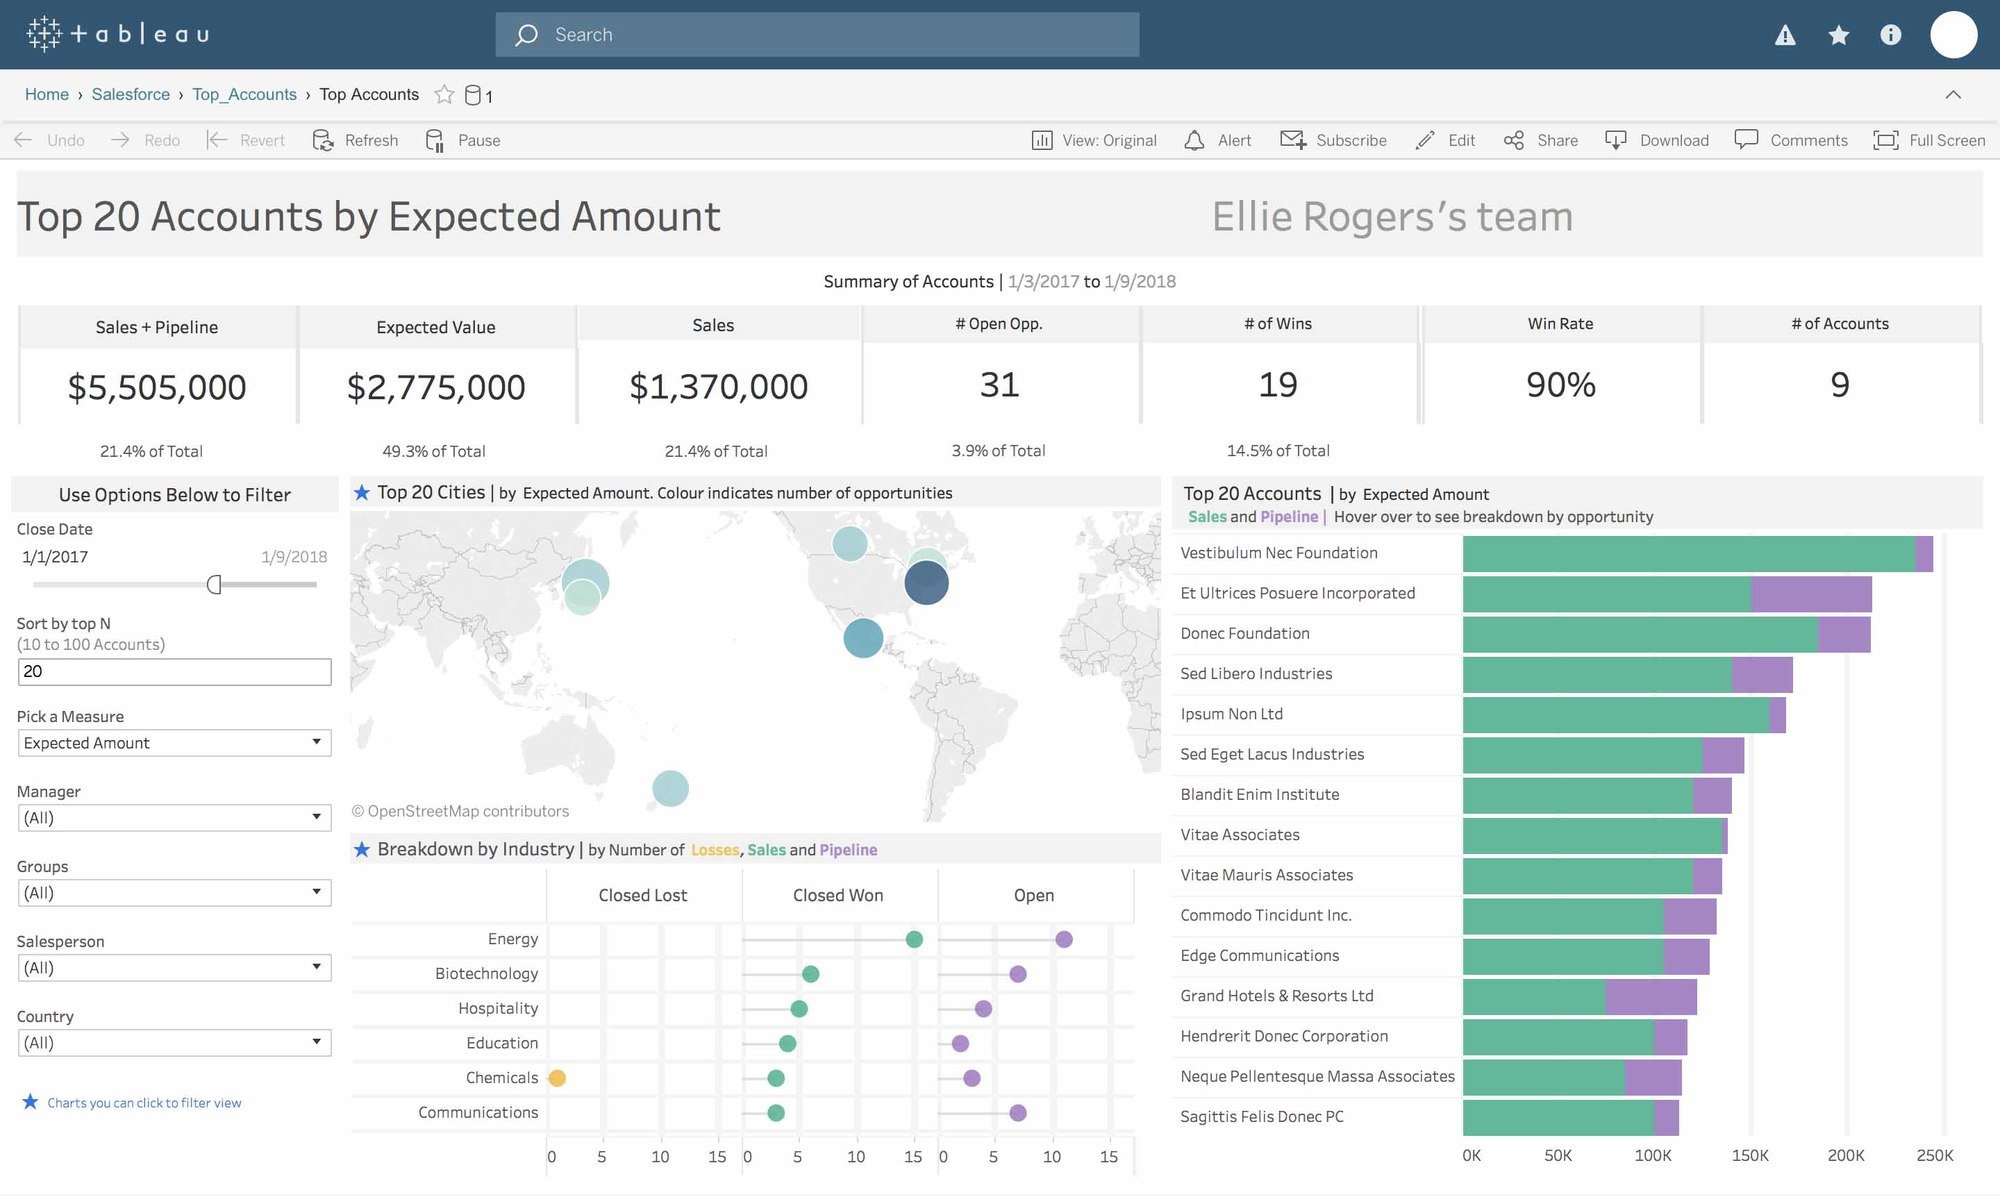 tableau
Search
Home › Salesforce › Top_Accounts › Top Accounts 1
Undo Redo Revert Refresh Pause View: Original Alert Subscribe Edit Share Download Comments Full Screen
Top 20 Accounts by Expected Amount
Ellie Rogers's team
Summary of Accounts | 1/3/2017 to 1/9/2018
Sales + Pipeline
$5,505,000
21.4% of Total
Expected Value
$2,775,000
49.3% of Total
Sales
$1,370,000
21.4% of Total
# Open Opp.
31
3.9% of Total
# of Wins
19
14.5% of Total
Win Rate
90%
# of Accounts
9
Use Options Below to Filter
Close Date
1/1/2017 1/9/2018
Sort by top N
(10 to 100 Accounts)
20
Pick a Measure
Expected Amount
Manager
(All)
Groups
(All)
Salesperson
(All)
Country
(All)
Charts you can click to filter view
Top 20 Cities | by Expected Amount. Colour indicates number of opportunities
© OpenStreetMap contributors
Breakdown by Industry | by Number of Losses, Sales and Pipeline
Closed Lost Closed Won Open
Energy
Biotechnology
Hospitality
Education
Chemicals
Communications
0 5 10 15 0 5 10 15 0 5 10 15
Top 20 Accounts | by Expected Amount
Sales and Pipeline | Hover over to see breakdown by opportunity
Vestibulum Nec Foundation
Et Ultrices Posuere Incorporated
Donec Foundation
Sed Libero Industries
Ipsum Non Ltd
Sed Eget Lacus Industries
Blandit Enim Institute
Vitae Associates
Vitae Mauris Associates
Commodo Tincidunt Inc.
Edge Communications
Grand Hotels & Resorts Ltd
Hendrerit Donec Corporation
Neque Pellentesque Massa Associates
Sagittis Felis Donec PC
0K 50K 100K 150K 200K 250K